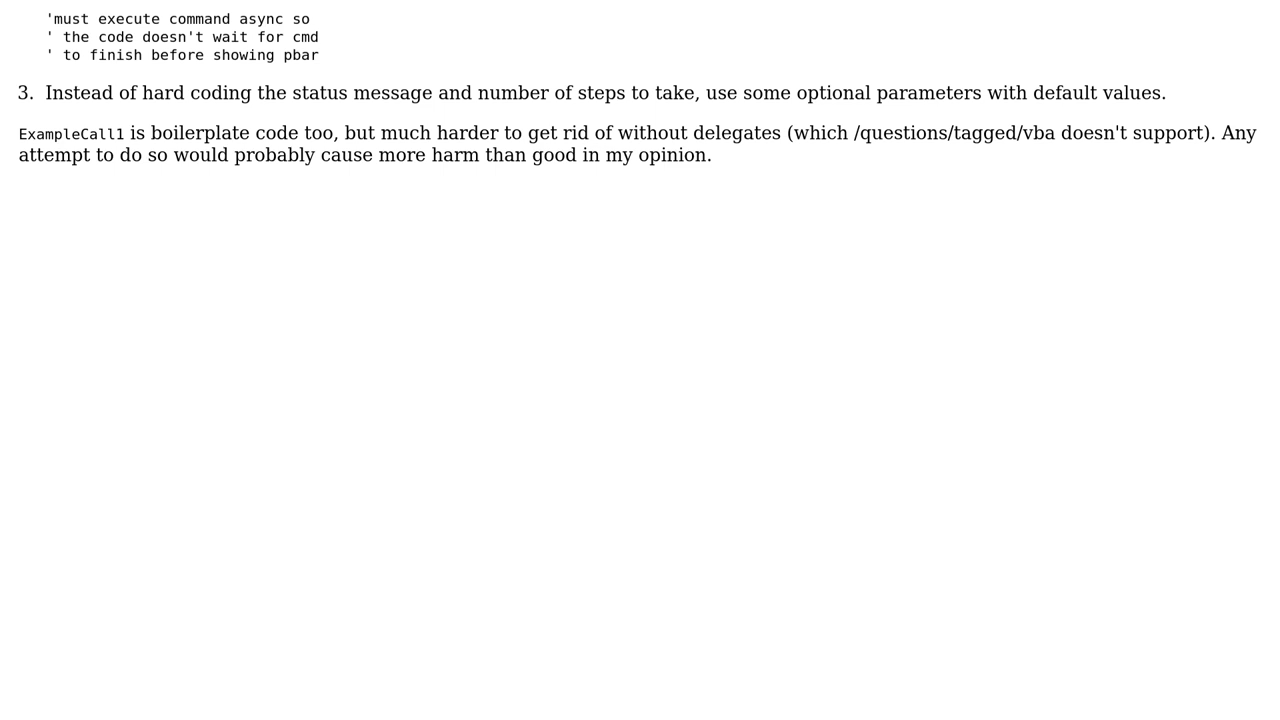 'must execute command async so
' the code doesn't wait for cmd
' to finish before showing pbar
3. Instead of hard coding the status message and number of steps to take, use some optional parameters with default values.
ExampleCall1 is boilerplate code too, but much harder to get rid of without delegates (which /questions/tagged/vba doesn't support). Any
attempt to do so would probably cause more harm than good in my opinion.